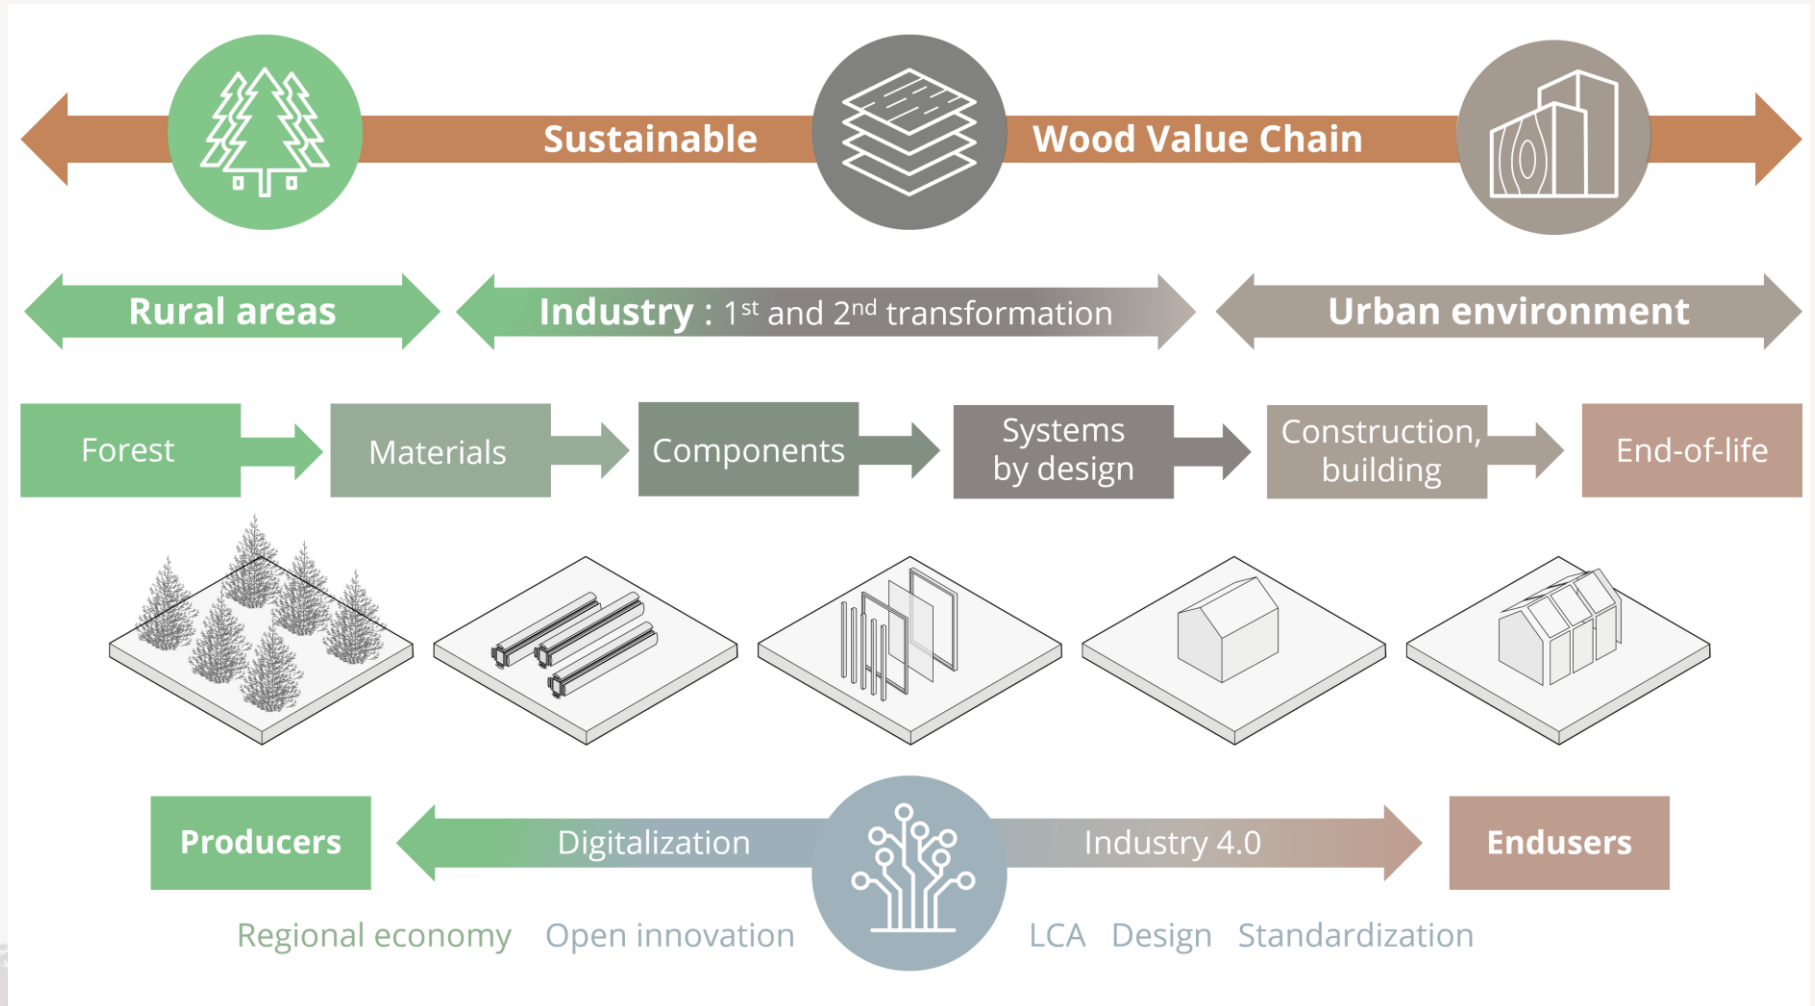 Sustainable Wood Value Chain
Rural areas
Industry : 1st and 2nd transformation
Urban environment
Forest
Materials
Components
Systems
by design
Construction,
building
End-of-life
Producers
Digitalization
Industry 4.0
Endusers
Regional economy
Open innovation
LCA
Design
Standardization